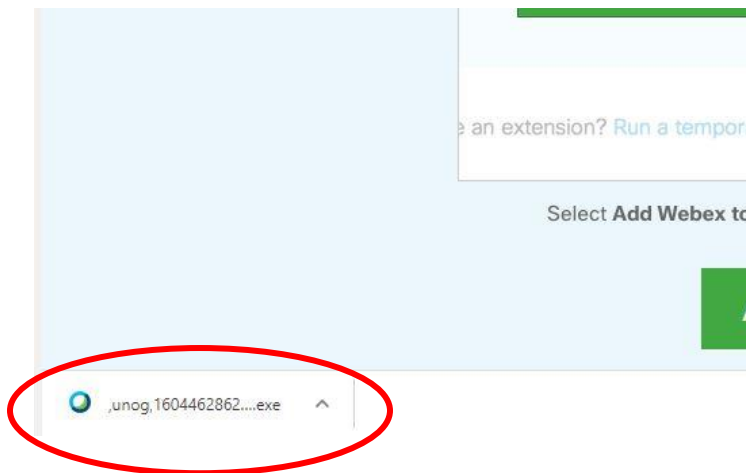 an extension? Run a tempor
Select Add Webex to
,unog,1604462862....exe